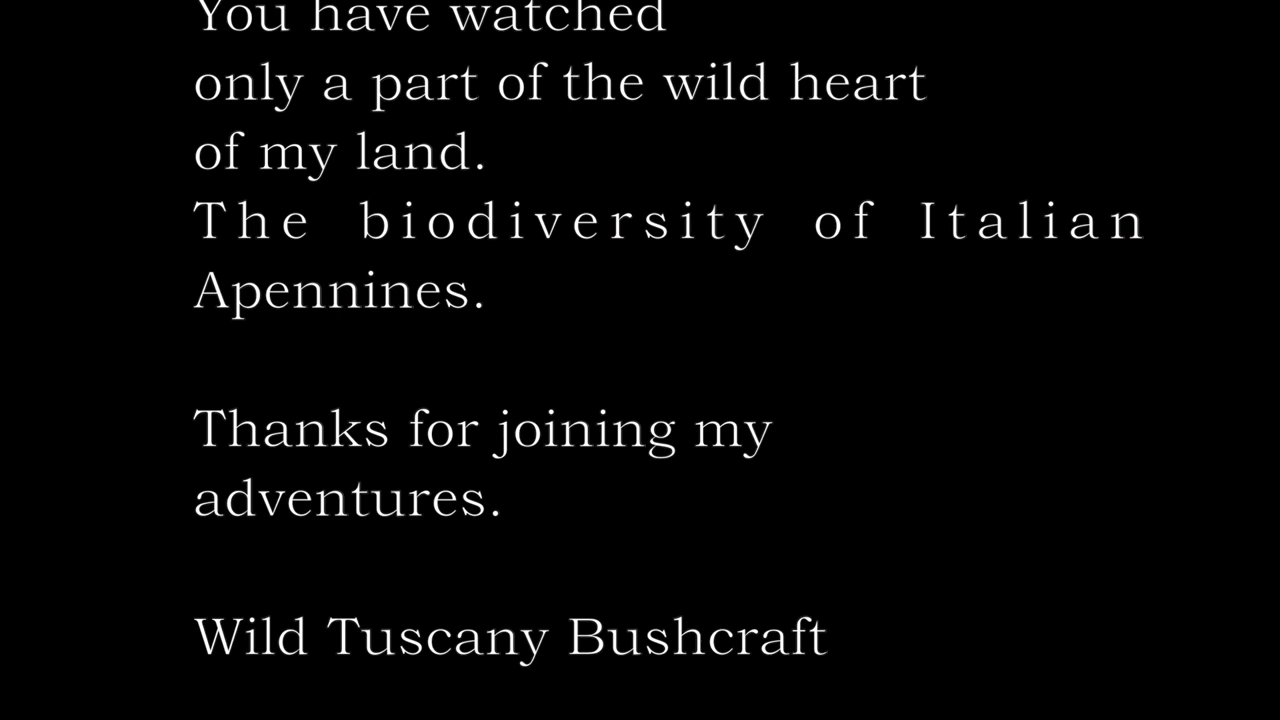 You have watched
only a part of the wild heart
of my land.
The biodiversity of Italian
Apennines.
Thanks for joining my
adventures.
Wild Tuscany Bushcraft